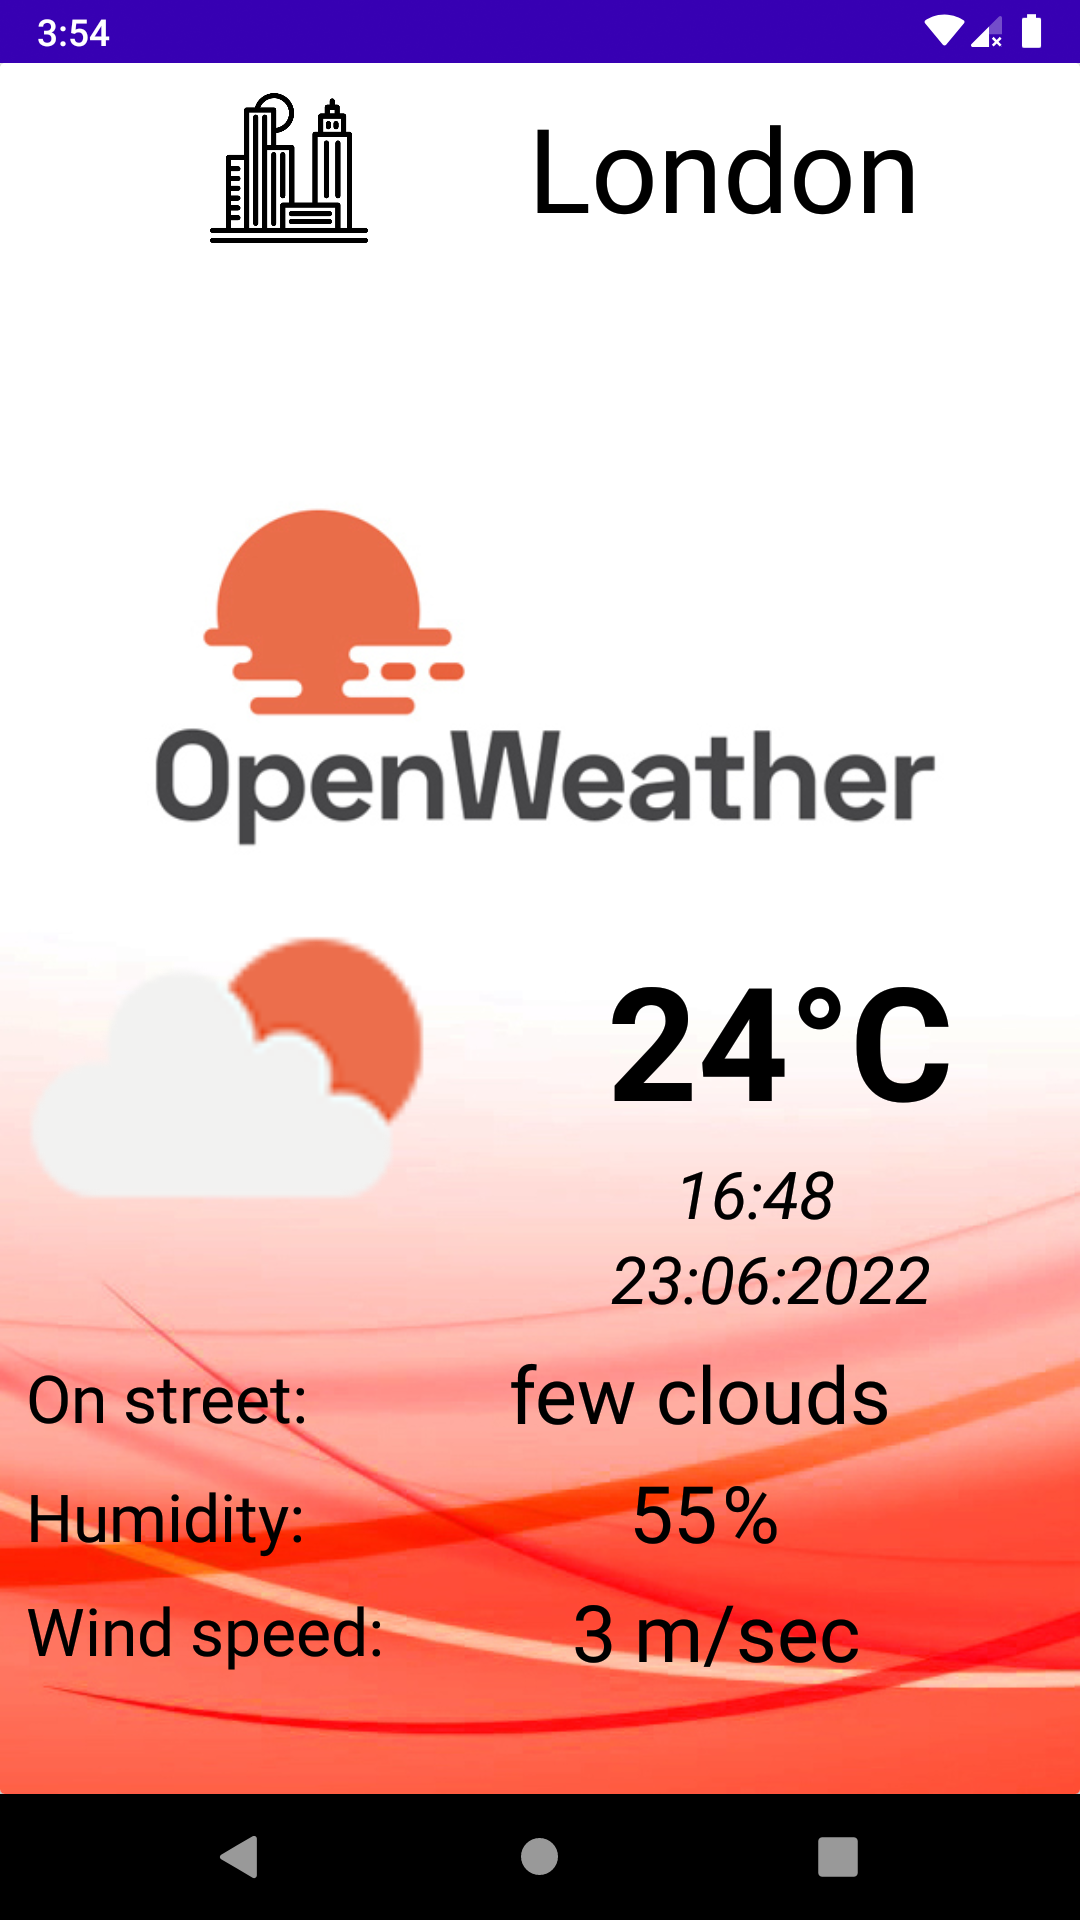 3:54
London
OpenWeather
24°C
16:48
23:06:2022
On street: few clouds
Humidity: 55%
Wind speed: 3 m/sec